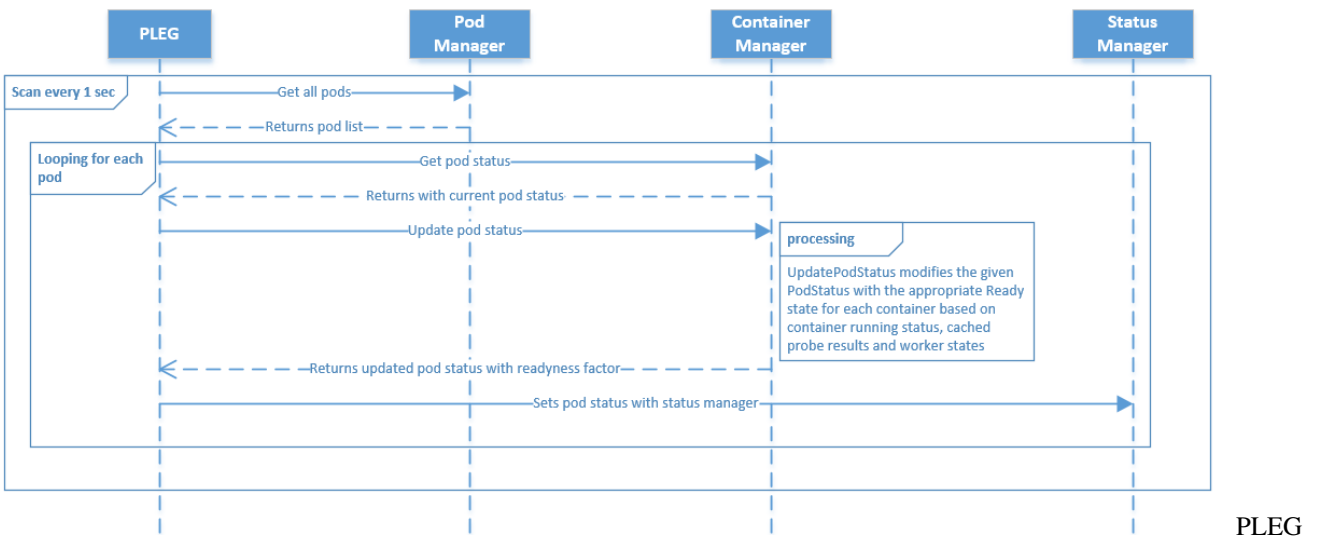 PLEG
Pod
Manager
Container
Manager
Status
Manager
Scan every 1 sec
Get all pods
Returns pod list
Looping for each
pod
Get pod status
Returns with current pod status
Update pod status
processing
UpdatePodStatus modifies the given
PodStatus with the appropriate Ready
state for each container based on
container running status, cached
probe results and worker states
Returns updated pod status with readyness factor
Sets pod status with status manager
PLEG